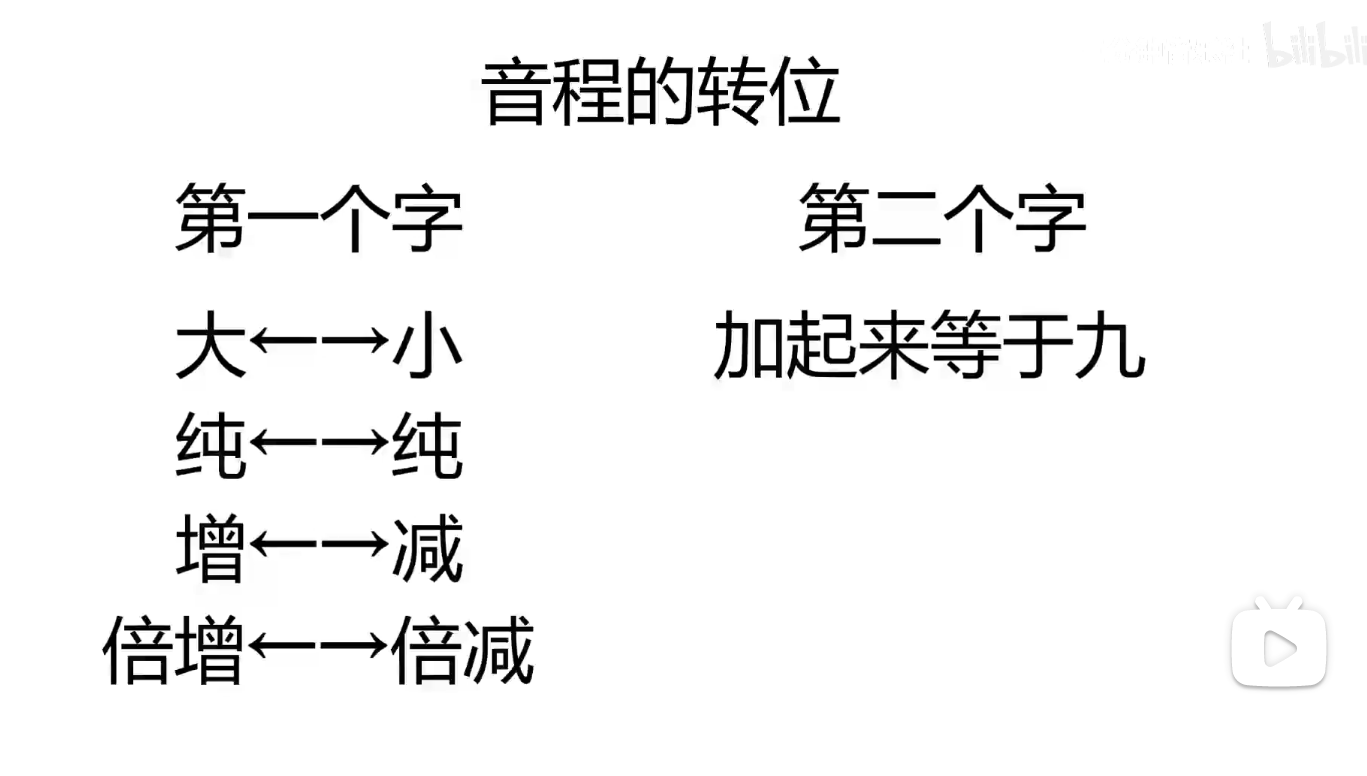 音程的转位
第一个字
第二个字
大←→小
加起来等于九
纯←→纯
增←→减
倍增←→倍减
bilibili